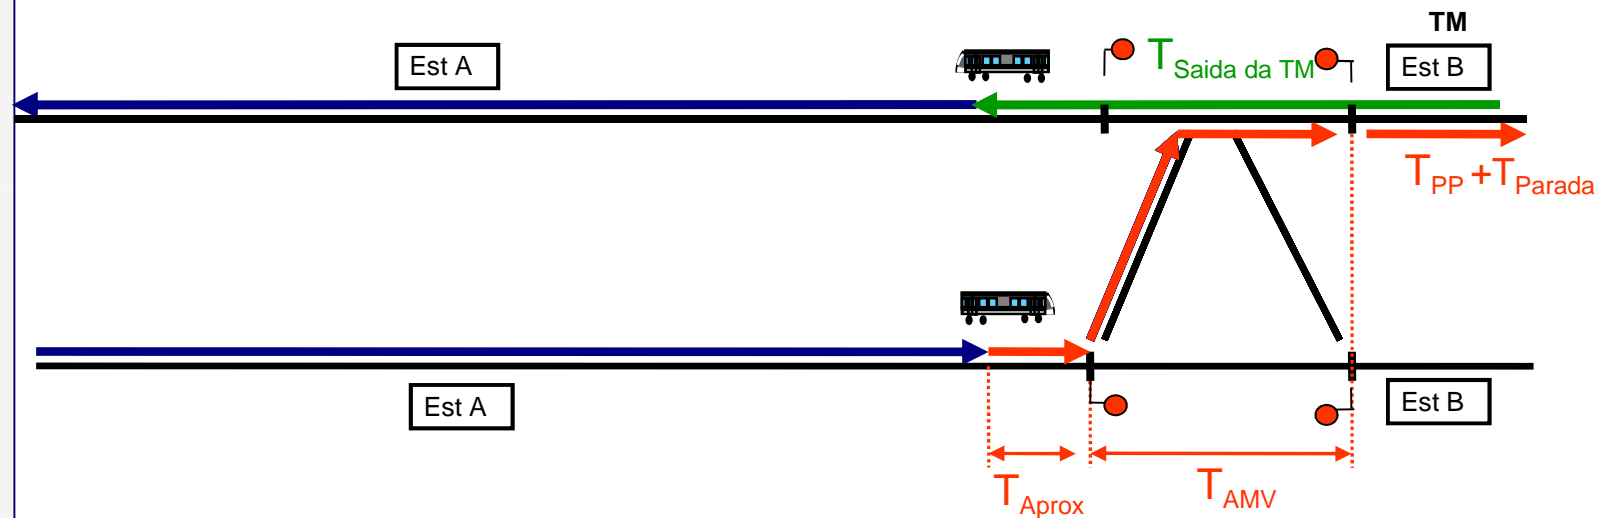 TM
Est A
T Saida da TM
Est B
T PP + T Parada
Est A
Est B
T Aprox
T AMV